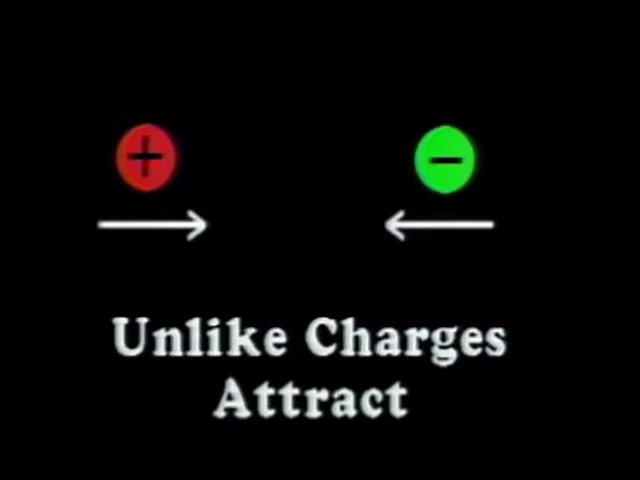 + −
Unlike Charges
Attract